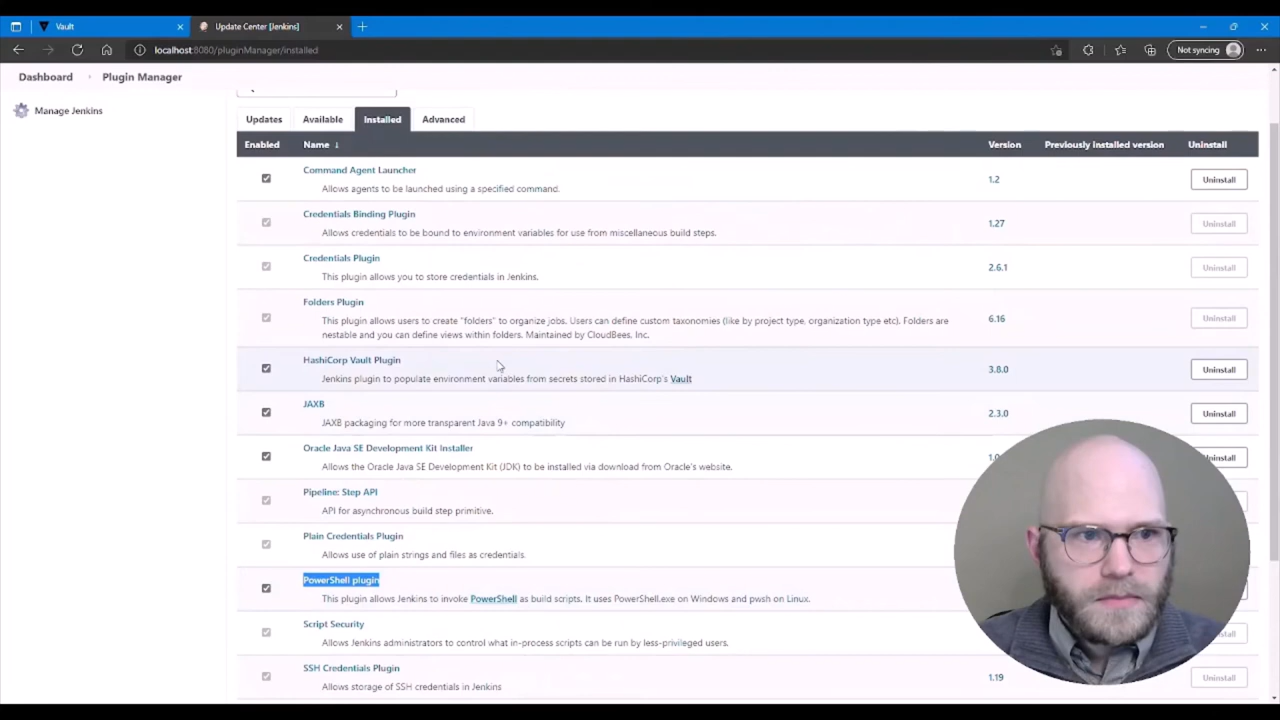 Vault
Update Center [Jenkins]
localhost:8080/pluginManager/installed
Not syncing
Dashboard
Plugin Manager
Manage Jenkins
Updates
Available
Installed
Advanced
Enabled
Name ↓
Version
Previously installed version
Uninstall
Command Agent Launcher
Allows agents to be launched using a specified command.
1.2
Uninstall
Credentials Binding Plugin
Allows credentials to be bound to environment variables for use from miscellaneous build steps.
1.27
Uninstall
Credentials Plugin
This plugin allows you to store credentials in Jenkins.
2.6.1
Uninstall
Folders Plugin
This plugin allows users to create "folders" to organize jobs. Users can define custom taxonomies (like by project type, organization type etc). Folders are
nestable and you can define views within folders. Maintained by CloudBees, Inc.
6.16
Uninstall
HashiCorp Vault Plugin
Jenkins plugin to populate environment variables from secrets stored in HashiCorp's Vault
3.8.0
Uninstall
JAXB
JAXB packaging for more transparent Java 9+ compatibility
2.3.0
Uninstall
Oracle Java SE Development Kit Installer
Allows the Oracle Java SE Development Kit (JDK) to be installed via download from Oracle's website.
Pipeline: Step API
API for asynchronous build step primitive.
Plain Credentials Plugin
Allows use of plain strings and files as credentials.
PowerShell plugin
This plugin allows Jenkins to invoke PowerShell as build scripts. It uses PowerShell.exe on Windows and pwsh on Linux.
Script Security
Allows Jenkins administrators to control what in-process scripts can be run by less-privileged users.
SSH Credentials Plugin
Allows storage of SSH credentials in Jenkins
1.19
Uninstall